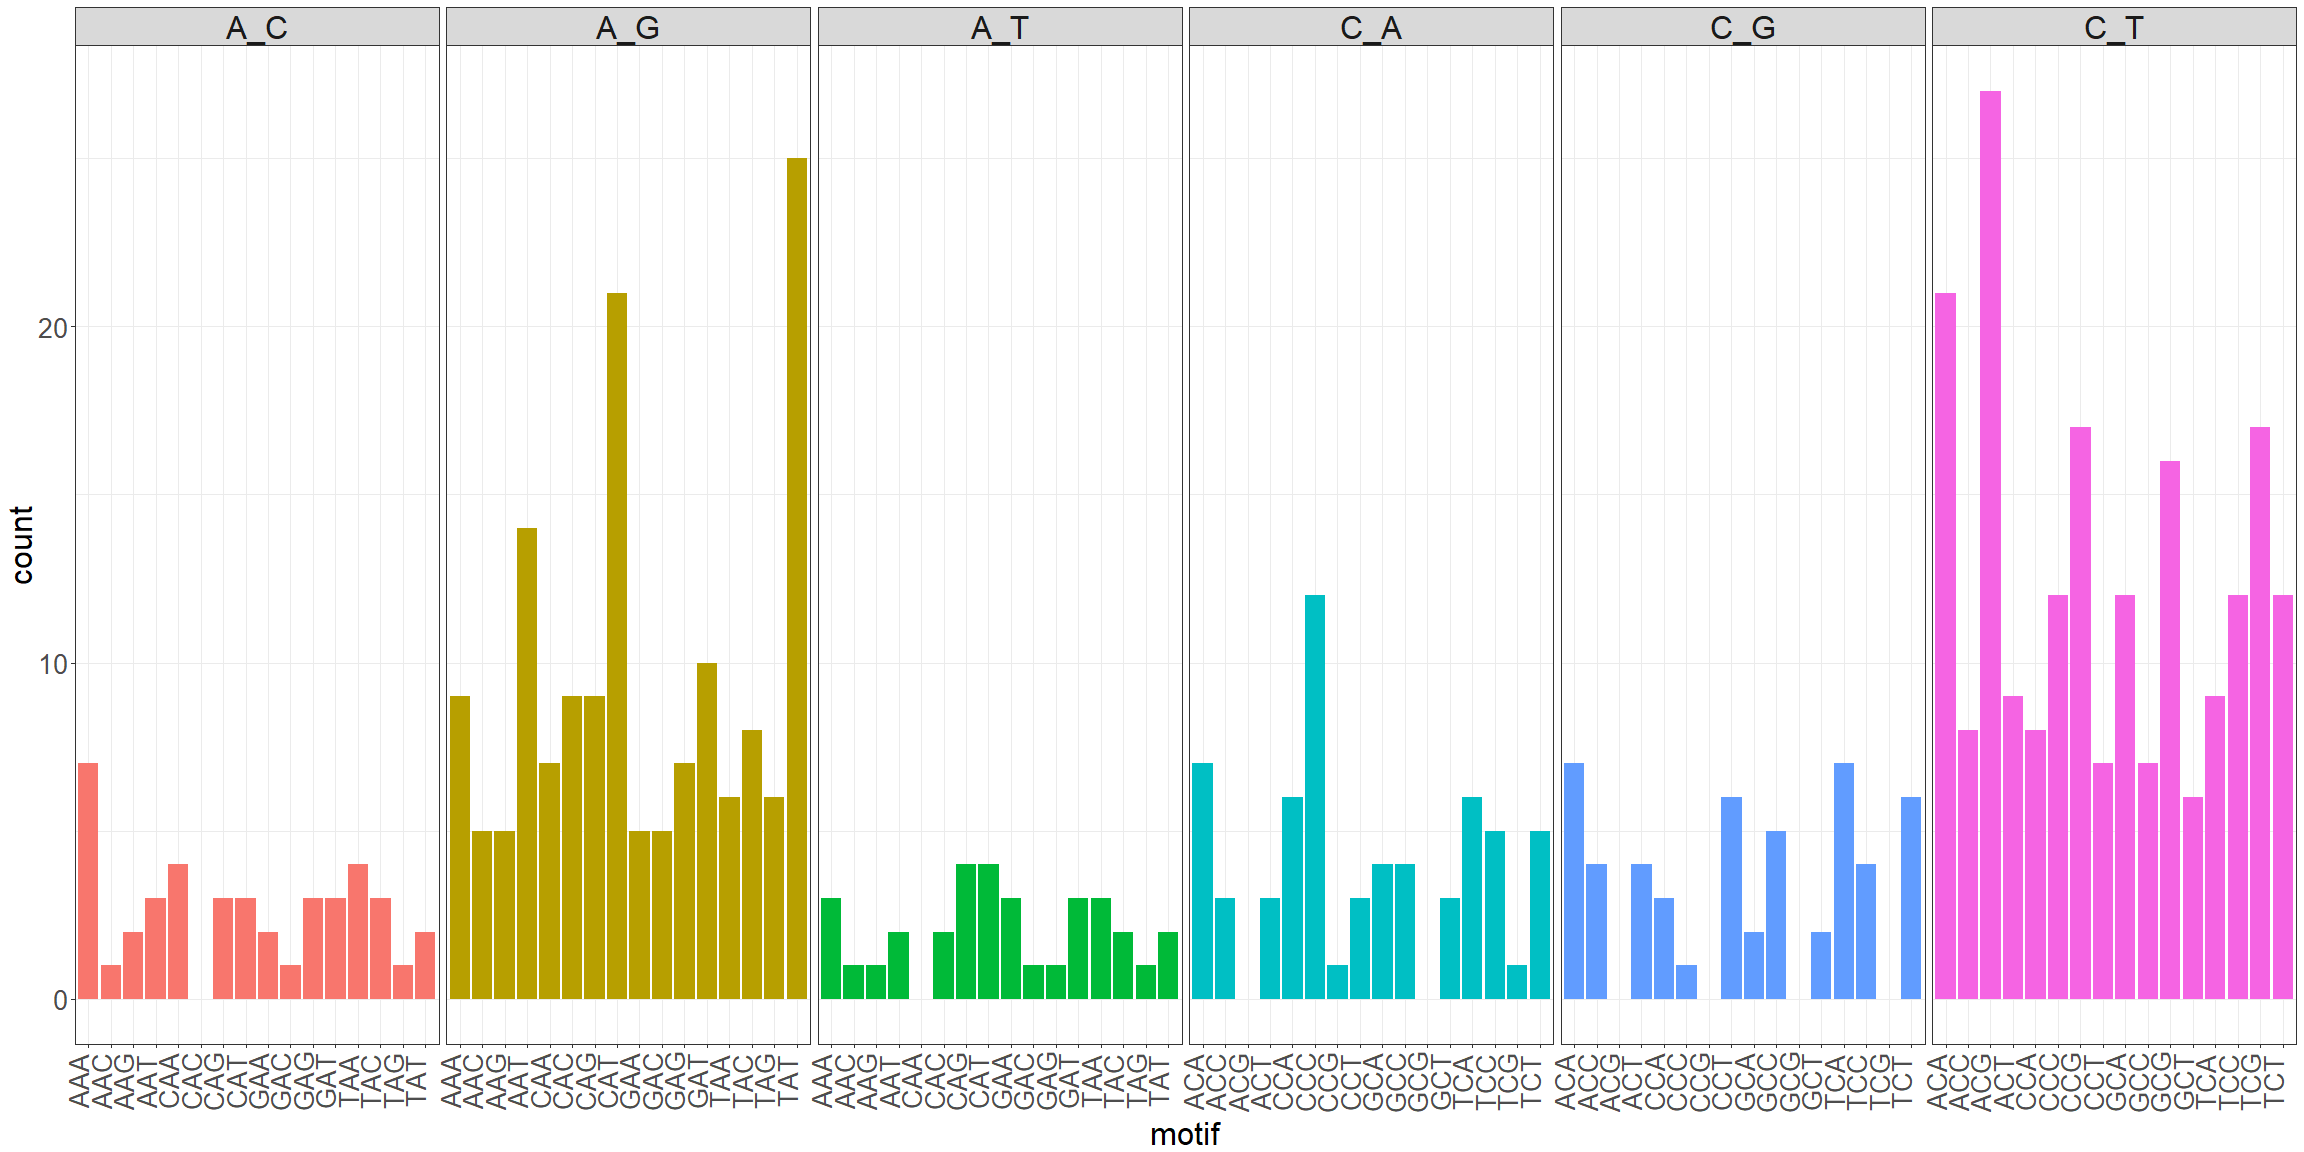 A_C A_G A_T C_A C_G C_T
count
20
10
0
AAA AAC AAG AAT CAA CAC CAG CAT GAA GAC GAG GAT TAA TAC TAG TAT AAA AAC AAG AAT CAA CAC CAG CAT GAA GAC GAG GAT TAA TAC TAG TAT AAA AAC AAG AAT CAA CAC CAG CAT GAA GAC GAG GAT TAA TAC TAG TAT ACA ACC ACG ACT CCA CCC CCG CCT GCA GCC GCG GCT TCA TCC TCG TCT ACA ACC ACG ACT CCA CCC CCG CCT GCA GCC GCG GCT TCA TCC TCG TCT ACA ACC ACG ACT CCA CCC CCG CCT GCA GCC GCG GCT TCA TCC TCG TCT
motif